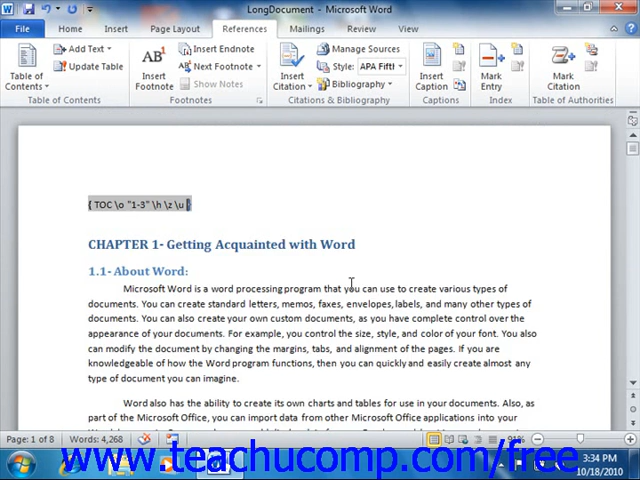 LongDocument - Microsoft Word
File Home Insert Page Layout References Mailings Review View
Table of Contents
Add Text
Update Table
Table of Contents
AB¹
Insert Footnote
Insert Endnote
Next Footnote
Show Notes
Footnotes
Insert Citation
Manage Sources
Style: APA Fift
Bibliography
Citations & Bibliography
Insert Caption
Captions
Mark Entry
Index
Mark Citation
Table of Authorities
{ TOC \o "1-3" \h \z \u }
CHAPTER 1- Getting Acquainted with Word
1.1- About Word:
Microsoft Word is a word processing program that you can use to create various types of
documents. You can create standard letters, memos, faxes, envelopes, labels, and many other types of
documents. You can also create your own custom documents, as you have complete control over the
appearance of your documents. For example, you control the size, style, and color of your font. You also
can modify the document by changing the margins, tabs, and alignment of the pages. If you are
knowledgeable of how the Word program functions, then you can quickly and easily create almost any
type of document you can imagine.
Word also has the ability to create its own charts and tables for use in your documents. Also, as
part of the Microsoft Office, you can import data from other Microsoft Office applications into your
Page: 1 of 8 Words: 4,268 91%
www.teachucomp.com/free
3:34 PM
10/18/2010